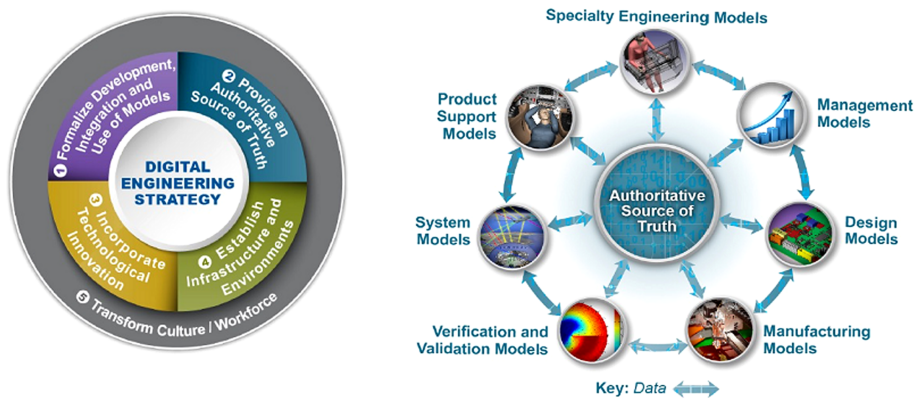 1 Formalize Development,
Integration and
Use of Models
2 Provide an
Authoritative
Source of Truth
DIGITAL
ENGINEERING
STRATEGY
3 Incorporate
Technological
Innovation
4 Establish
Infrastructure and
Environments
5 Transform Culture / Workforce
Specialty Engineering Models
Product
Support
Models
Management
Models
Authoritative
Source of
Truth
System
Models
Design
Models
Verification and
Validation Models
Manufacturing
Models
Key: Data